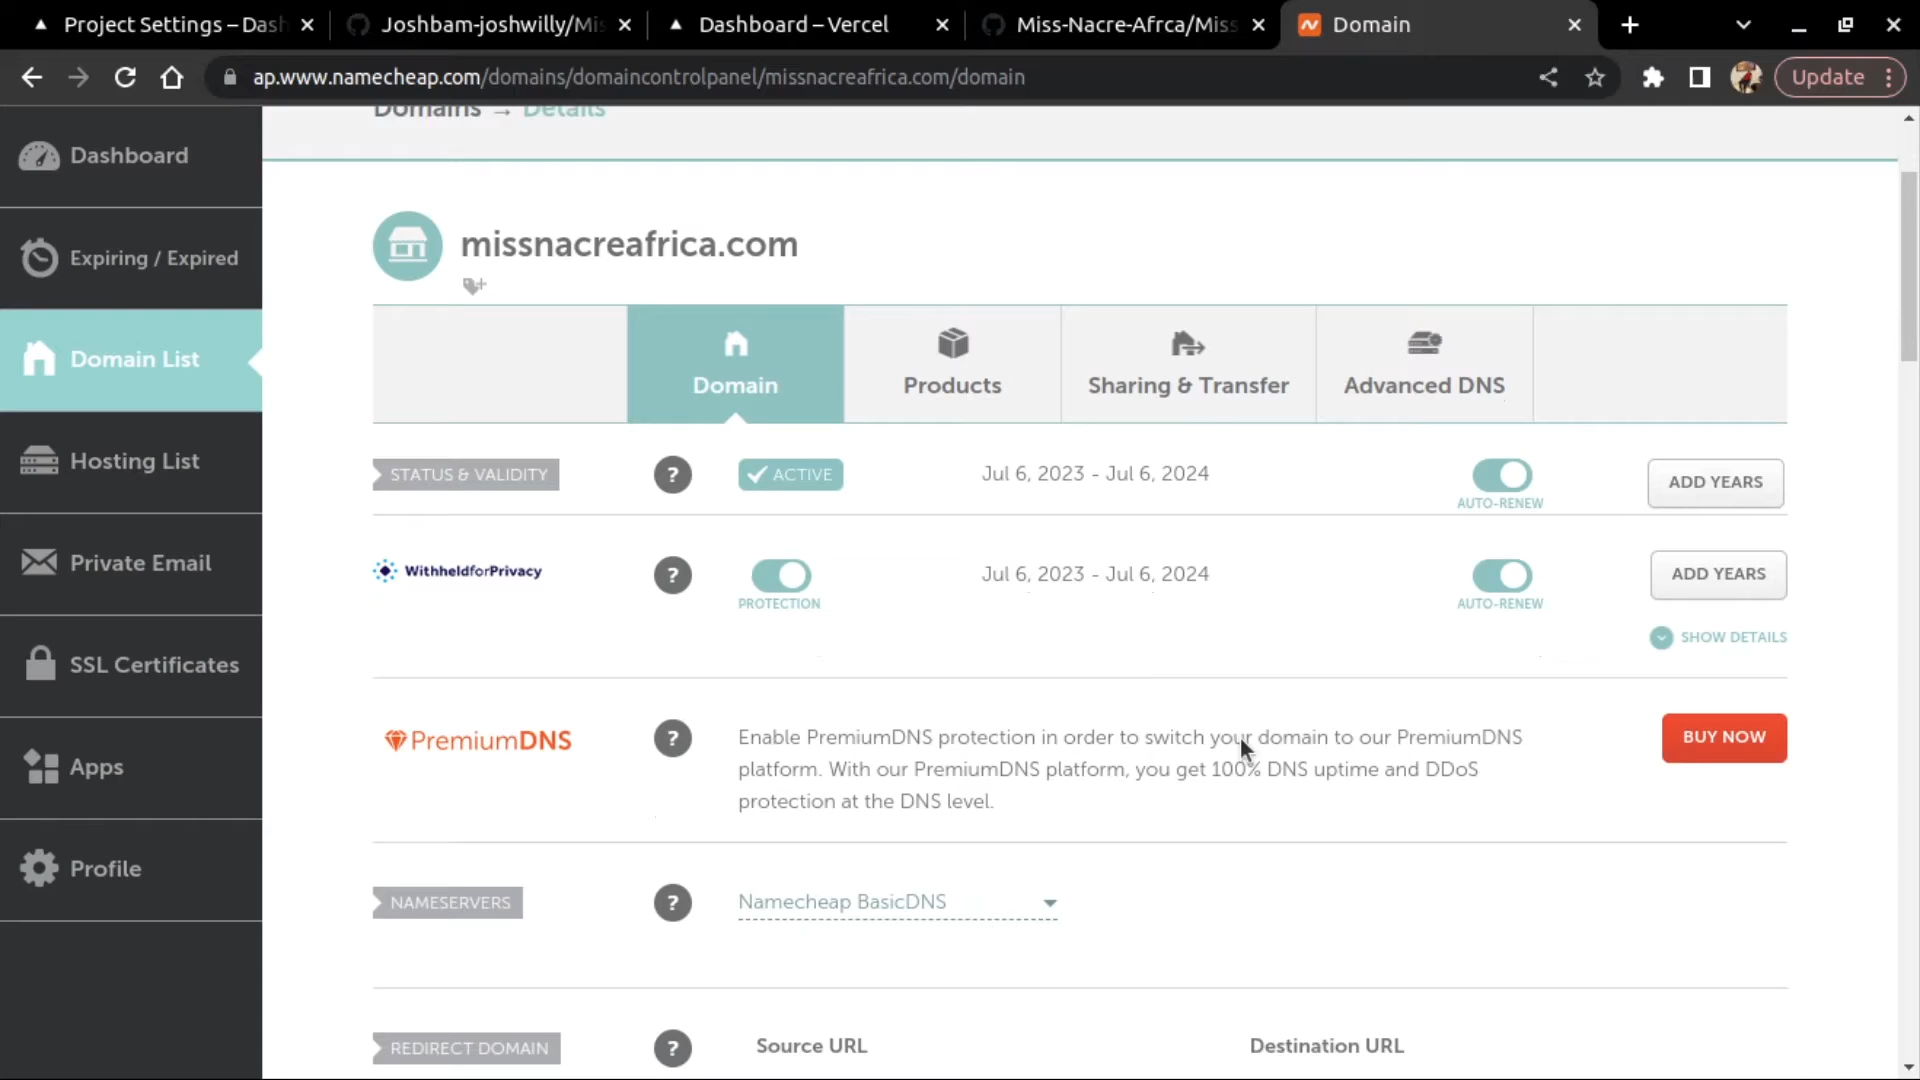 Project Settings – Dash
Joshbam-joshwilly/Mis
Dashboard – Vercel
Miss-Nacre-Afrca/Miss
Domain
ap.www.namecheap.com/domains/domaincontrolpanel/missnacreafrica.com/domain
Update
Domains → Details
Dashboard
Expiring / Expired
Domain List
Hosting List
Private Email
SSL Certificates
Apps
Profile
missnacreafrica.com
Domain
Products
Sharing & Transfer
Advanced DNS
STATUS & VALIDITY
?
ACTIVE
Jul 6, 2023 - Jul 6, 2024
AUTO-RENEW
ADD YEARS
WithheldforPrivacy
?
PROTECTION
Jul 6, 2023 - Jul 6, 2024
AUTO-RENEW
ADD YEARS
SHOW DETAILS
PremiumDNS
?
Enable PremiumDNS protection in order to switch your domain to our PremiumDNS
platform. With our PremiumDNS platform, you get 100% DNS uptime and DDoS
protection at the DNS level.
BUY NOW
NAMESERVERS
?
Namecheap BasicDNS
REDIRECT DOMAIN
?
Source URL
Destination URL